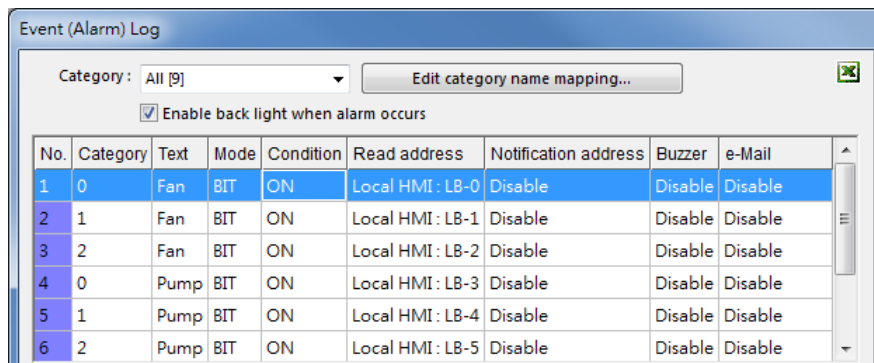 Event (Alarm) Log
Category : All [9] Edit category name mapping...
Enable back light when alarm occurs
No. Category Text Mode Condition Read address Notification address Buzzer e-Mail
1 0 Fan BIT ON Local HMI : LB-0 Disable Disable Disable
2 1 Fan BIT ON Local HMI : LB-1 Disable Disable Disable
3 2 Fan BIT ON Local HMI : LB-2 Disable Disable Disable
4 0 Pump BIT ON Local HMI : LB-3 Disable Disable Disable
5 1 Pump BIT ON Local HMI : LB-4 Disable Disable Disable
6 2 Pump BIT ON Local HMI : LB-5 Disable Disable Disable